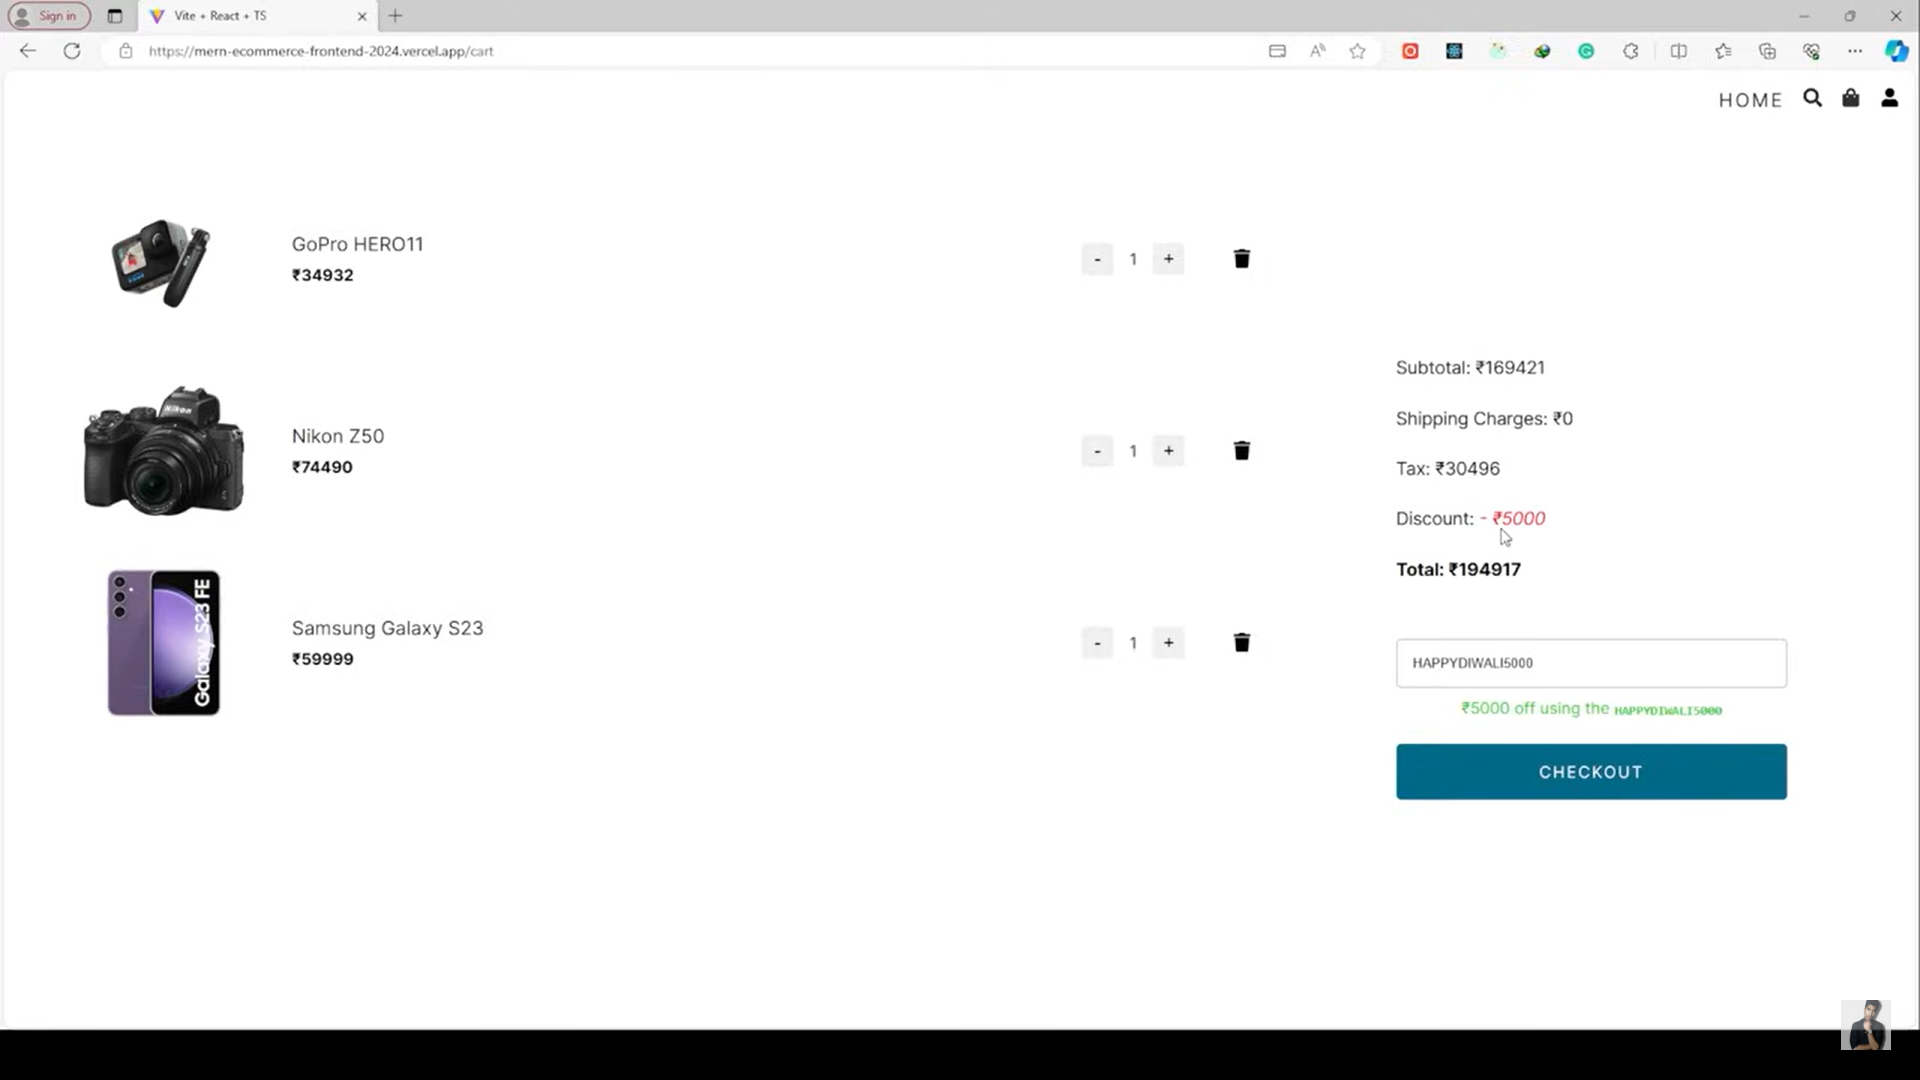 Sign in
Vite + React + TS
https://mern-ecommerce-frontend-2024.vercel.app/cart
HOME
GoPro HERO11
₹34932
- 1 +
Nikon
Nikon Z50
₹74490
- 1 +
Galaxy S23 FE
Samsung Galaxy S23
₹59999
- 1 +
Subtotal: ₹169421
Shipping Charges: ₹0
Tax: ₹30496
Discount: - ₹5000
Total: ₹194917
HAPPYDIWALI5000
₹5000 off using the HAPPYDIWALI5000
CHECKOUT